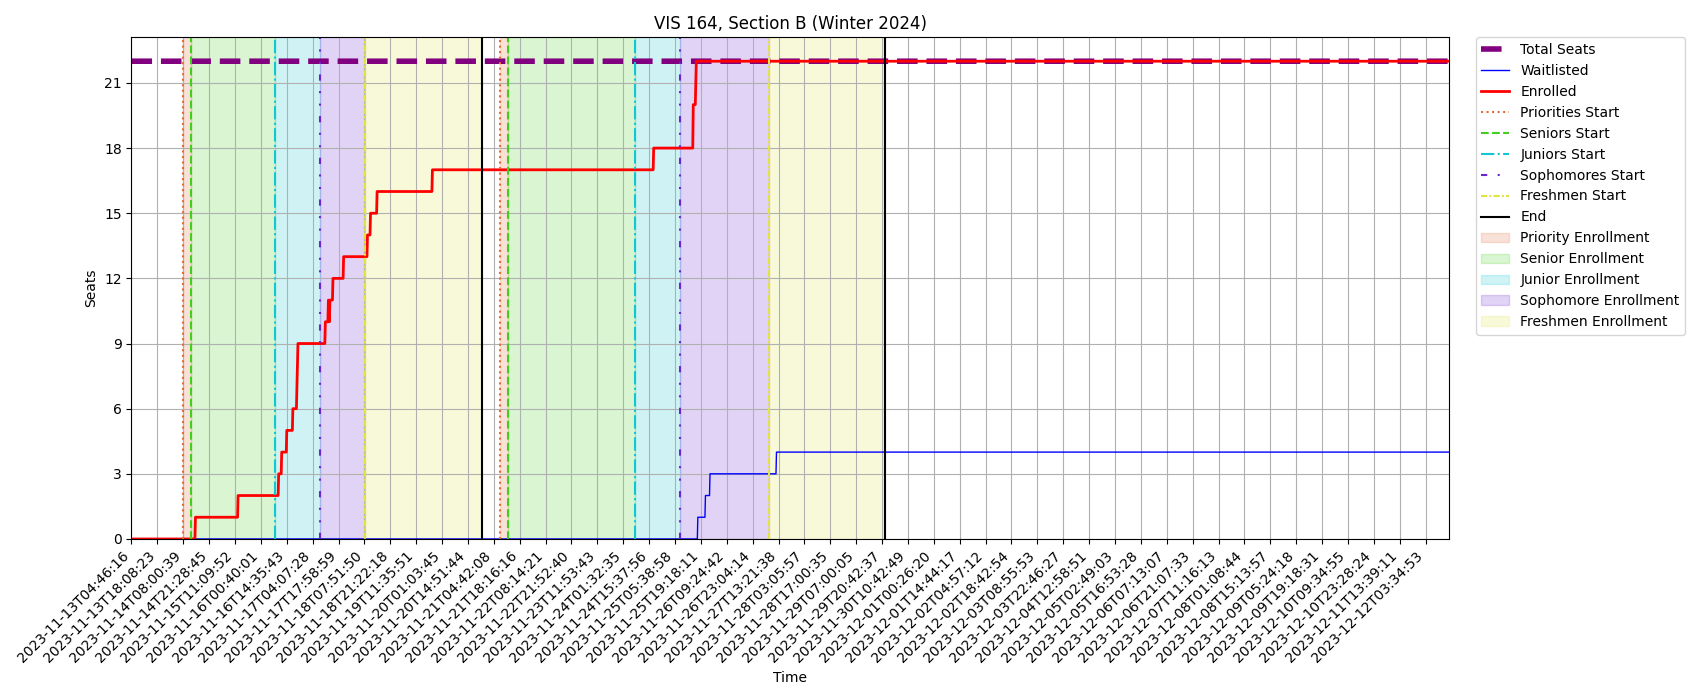 VIS 164, Section B (Winter 2024)
Total Seats
Waitlisted
Enrolled
Priorities Start
Seniors Start
Juniors Start
Sophomores Start
Freshmen Start
End
Priority Enrollment
Senior Enrollment
Junior Enrollment
Sophomore Enrollment
Freshmen Enrollment
Seats
21
18
15
12
9
6
3
0
2023-11-13T04:46:16
2023-11-13T18:08:23
2023-11-14T08:00:39
2023-11-14T21:28:45
2023-11-15T11:09:52
2023-11-16T00:40:01
2023-11-16T14:35:43
2023-11-17T04:07:28
2023-11-17T17:58:59
2023-11-18T07:51:50
2023-11-18T21:22:18
2023-11-19T11:35:51
2023-11-20T01:03:45
2023-11-20T14:51:44
2023-11-21T04:42:08
2023-11-21T18:16:16
2023-11-22T08:14:21
2023-11-22T21:52:40
2023-11-23T11:53:43
2023-11-24T01:32:35
2023-11-24T15:37:56
2023-11-25T05:38:58
2023-11-25T19:18:11
2023-11-26T09:24:42
2023-11-26T23:04:14
2023-11-27T13:21:38
2023-11-28T03:05:57
2023-11-28T17:00:35
2023-11-29T07:00:05
2023-11-29T20:42:37
2023-11-30T10:42:49
2023-12-01T00:26:20
2023-12-01T14:44:17
2023-12-02T04:57:12
2023-12-02T18:42:54
2023-12-03T08:55:53
2023-12-03T22:46:27
2023-12-04T12:58:51
2023-12-05T02:49:03
2023-12-05T16:53:28
2023-12-06T07:13:07
2023-12-06T21:07:33
2023-12-07T11:16:13
2023-12-08T01:08:44
2023-12-08T15:13:57
2023-12-09T05:24:18
2023-12-09T19:18:31
2023-12-10T09:34:55
2023-12-10T23:28:24
2023-12-11T13:39:11
2023-12-12T03:34:53
Time